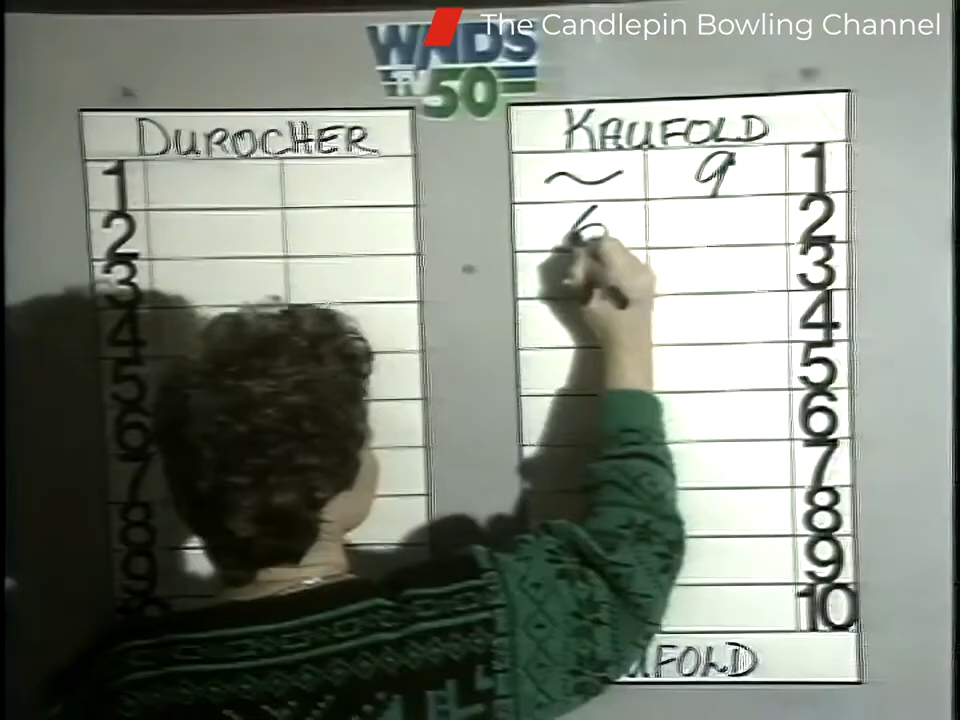 The Candlepin Bowling Channel
WNDS
TV 50
DUROCHER
1
2
3
4
5
6
7
8
9
KAUFOLD
~ 9 1
6 2
3
4
5
6
7
8
9
10
UFOLD